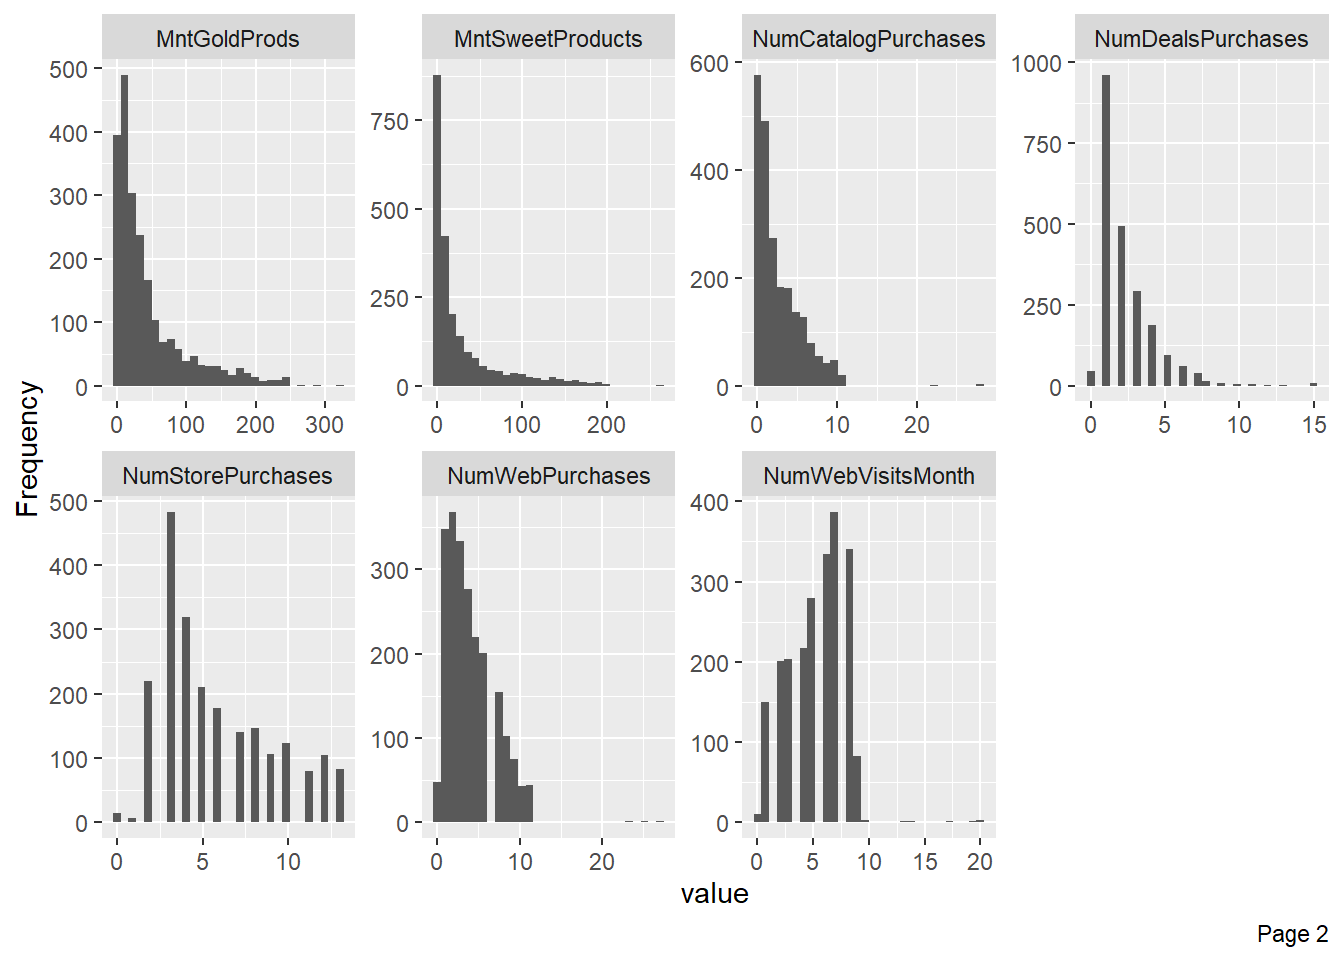 MntGoldProds
MntSweetProducts
NumCatalogPurchases
NumDealsPurchases
500
400
300
200
100
0
0 100 200 300
750
500
250
0
0 100 200
600
400
200
0
0 10 20
1000
750
500
250
0
0 5 10 15
Frequency
NumStorePurchases
NumWebPurchases
NumWebVisitsMonth
500
400
300
200
100
0
0 5 10
300
200
100
0
0 10 20
400
300
200
100
0
0 5 10 15 20
value
Page 2